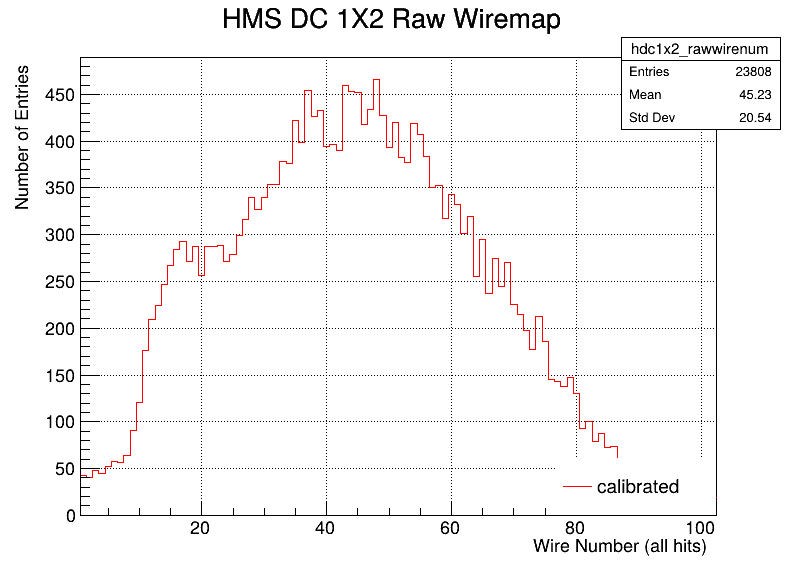 HMS DC 1X2 Raw Wiremap
hdc1x2_rawwirenum
Entries 23808
Mean 45.23
Std Dev 20.54
Number of Entries
450
400
350
300
250
200
150
100
50
0
calibrated
20 40 60 80 100
Wire Number (all hits)